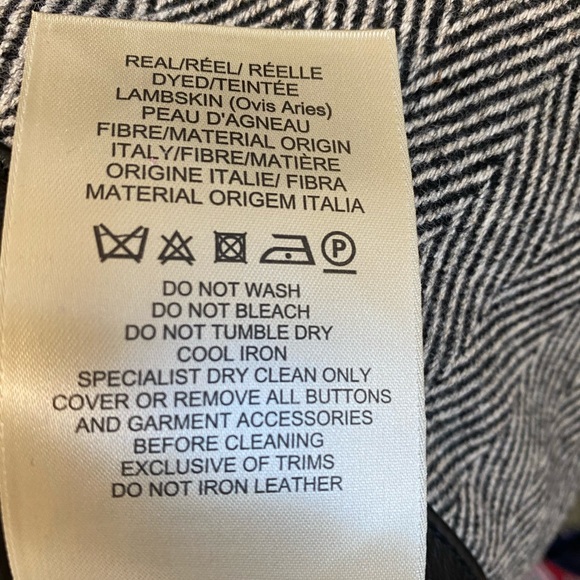 REAL/RÉEL/ RÉELLE
DYED/TEINTÉE
LAMBSKIN (Ovis Aries)
PEAU D'AGNEAU
FIBRE/MATERIAL ORIGIN
ITALY/FIBRE/MATIÈRE
ORIGINE ITALIE/ FIBRA
MATERIAL ORIGEM ITALIA
P
DO NOT WASH
DO NOT BLEACH
DO NOT TUMBLE DRY
COOL IRON
SPECIALIST DRY CLEAN ONLY
COVER OR REMOVE ALL BUTTONS
AND GARMENT ACCESSORIES
BEFORE CLEANING
EXCLUSIVE OF TRIMS
DO NOT IRON LEATHER